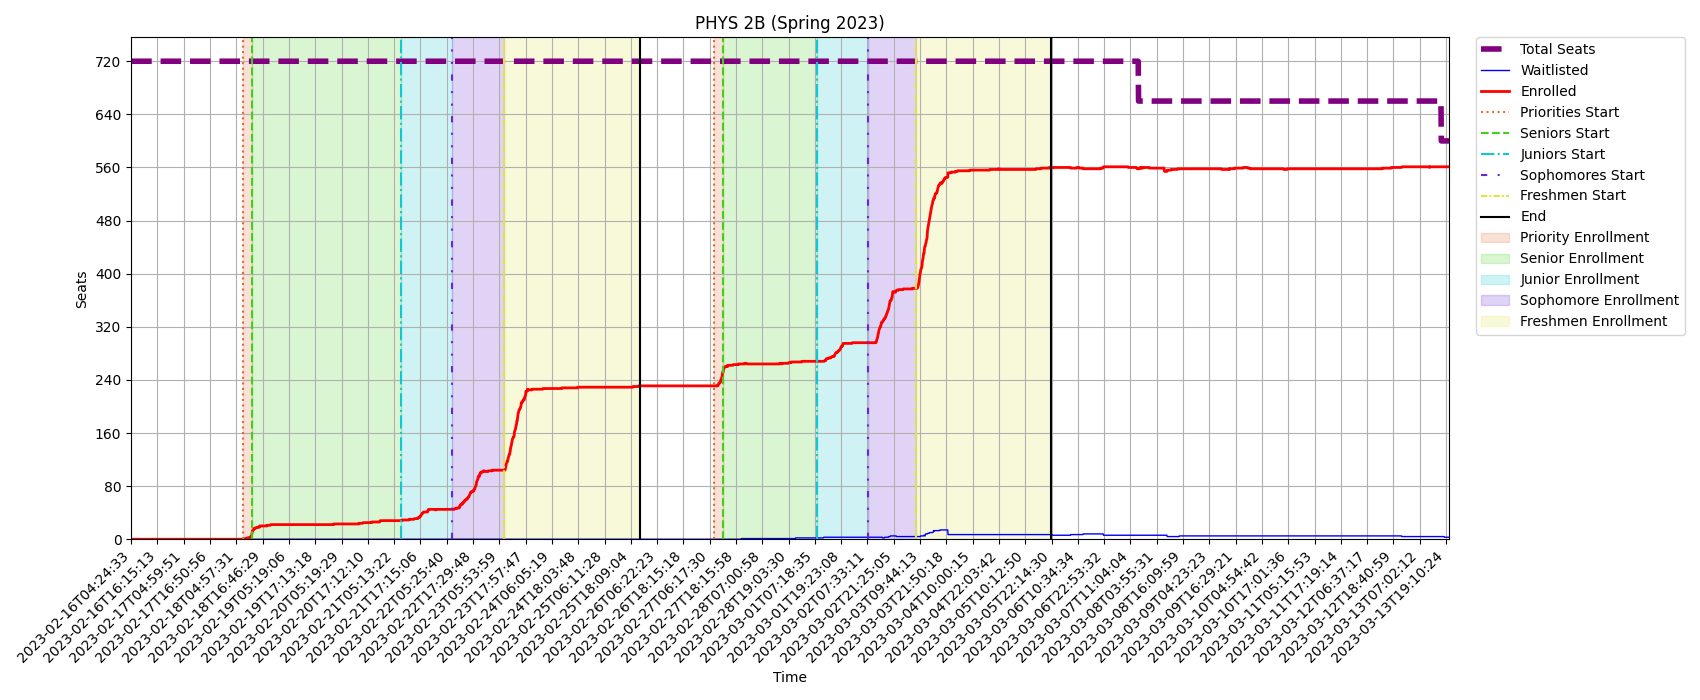 PHYS 2B (Spring 2023)
Seats
720
640
560
480
400
320
240
160
80
0
2023-02-16T04:24:33
2023-02-16T16:15:13
2023-02-17T04:59:51
2023-02-17T16:50:56
2023-02-18T04:57:31
2023-02-18T16:46:29
2023-02-19T05:19:06
2023-02-19T17:13:18
2023-02-20T05:19:29
2023-02-20T17:12:10
2023-02-21T05:13:22
2023-02-21T17:15:06
2023-02-22T05:25:40
2023-02-22T17:29:48
2023-02-23T05:53:59
2023-02-23T17:57:47
2023-02-24T06:05:19
2023-02-24T18:03:48
2023-02-25T06:11:28
2023-02-25T18:09:04
2023-02-26T06:22:23
2023-02-26T18:15:18
2023-02-27T06:17:30
2023-02-27T18:15:58
2023-02-28T07:00:58
2023-02-28T19:03:30
2023-03-01T07:18:35
2023-03-01T19:23:08
2023-03-02T07:33:11
2023-03-02T21:25:05
2023-03-03T09:44:13
2023-03-03T21:50:19
2023-03-04T10:00:15
2023-03-04T22:03:42
2023-03-05T10:12:50
2023-03-05T22:14:30
2023-03-06T10:34:34
2023-03-06T22:53:32
2023-03-07T11:04:04
2023-03-08T03:55:31
2023-03-08T16:09:59
2023-03-09T04:23:23
2023-03-09T16:29:21
2023-03-10T04:54:42
2023-03-10T17:01:36
2023-03-11T05:15:53
2023-03-11T17:19:14
2023-03-12T06:37:17
2023-03-12T18:40:59
2023-03-13T07:02:12
2023-03-13T19:10:24
Time
Total Seats
Waitlisted
Enrolled
Priorities Start
Seniors Start
Juniors Start
Sophomores Start
Freshmen Start
End
Priority Enrollment
Senior Enrollment
Junior Enrollment
Sophomore Enrollment
Freshmen Enrollment